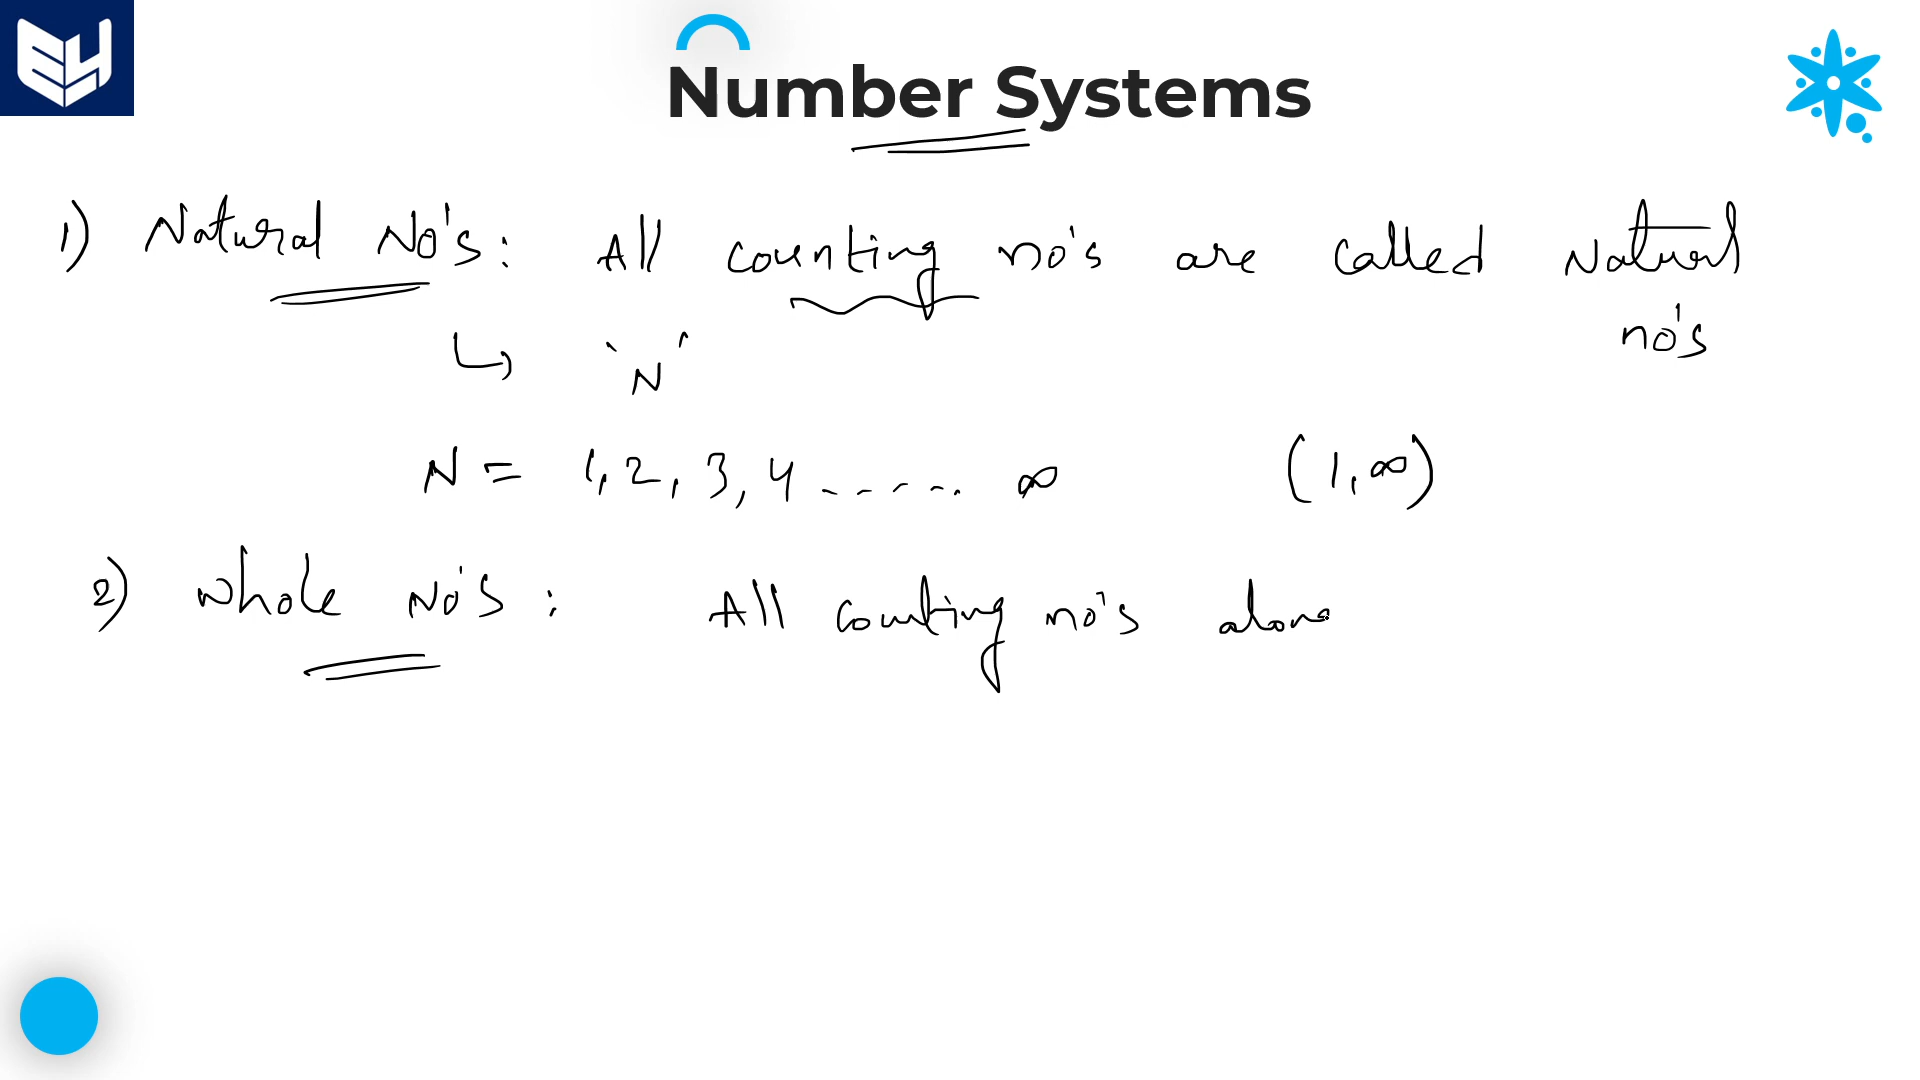 Number Systems
1) Natural No's : All counting no's are called Natural
no's
↳ 'N'
N = 1, 2, 3, 4 ...... ∞ (1, ∞)
2) Whole No's : All counting no's alone